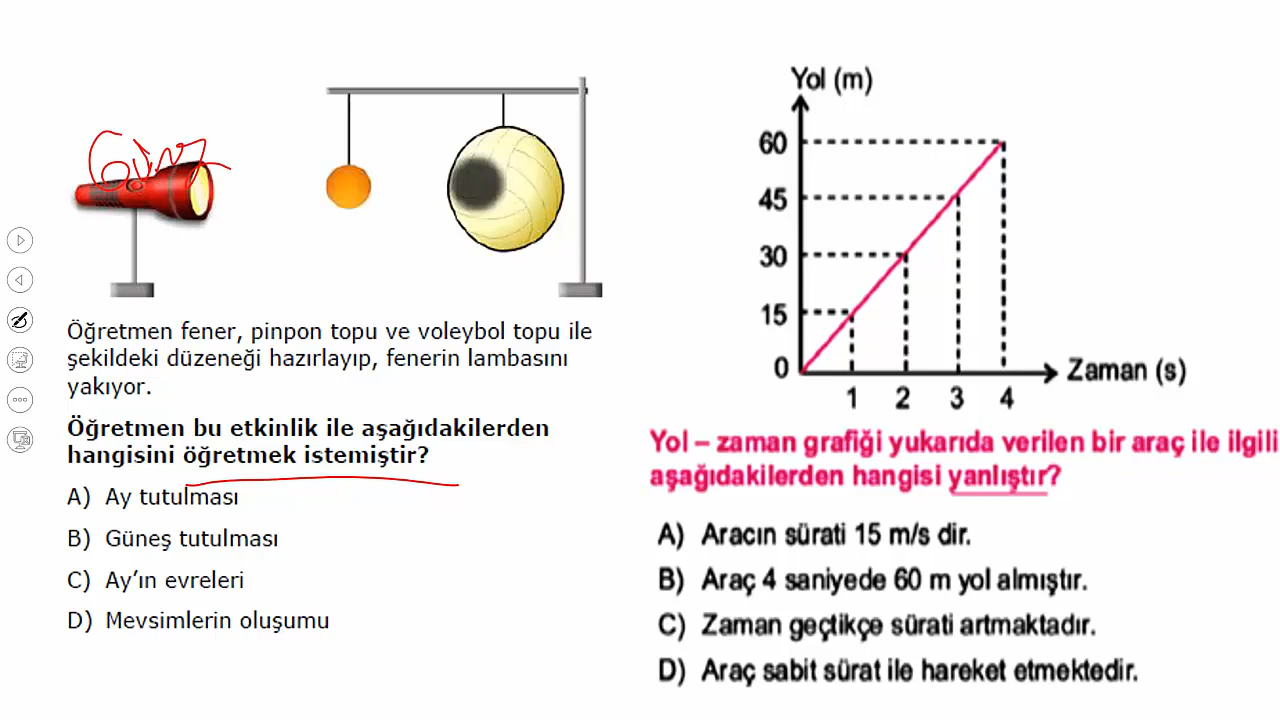 Öğretmen fener, pinpon topu ve voleybol topu ile
şekildeki düzeneği hazırlayıp, fenerin lambasını
yakıyor.
Öğretmen bu etkinlik ile aşağıdakilerden
hangisini öğretmek istemiştir?
A) Ay tutulması
B) Güneş tutulması
C) Ay’ın evreleri
D) Mevsimlerin oluşumu
Yol (m)
60
45
30
15
0
Zaman (s)
1 2 3 4
Yol – zaman grafiği yukarıda verilen bir araç ile ilgili
aşağıdakilerden hangisi yanlıştır?
A) Aracın sürati 15 m/s dir.
B) Araç 4 saniyede 60 m yol almıştır.
C) Zaman geçtikçe sürati artmaktadır.
D) Araç sabit sürat ile hareket etmektedir.